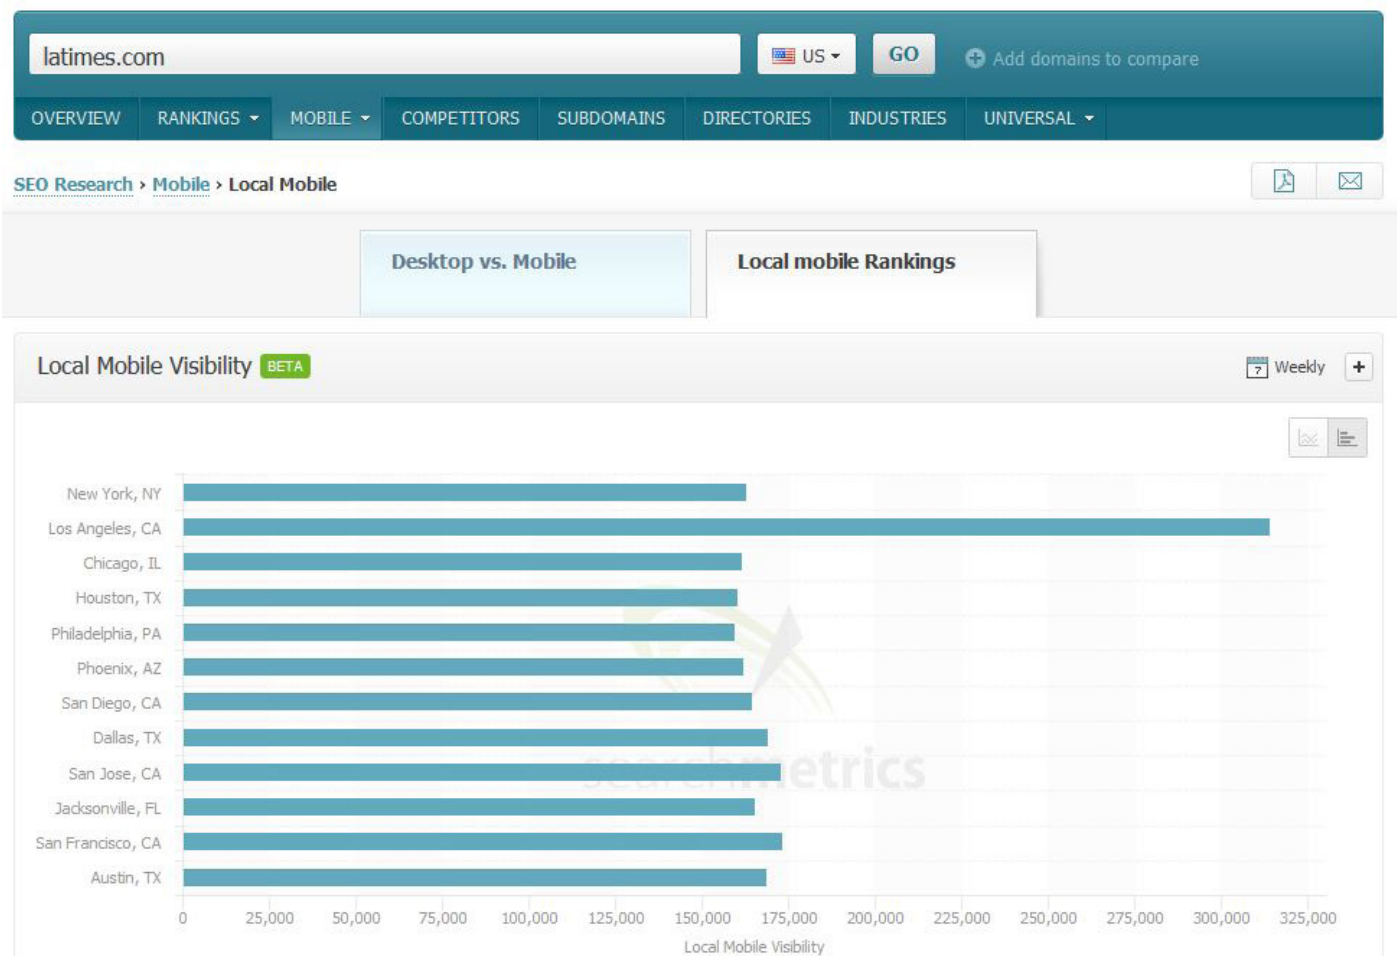 latimes.com
US
GO
Add domains to compare
OVERVIEW RANKINGS MOBILE COMPETITORS SUBDOMAINS DIRECTORIES INDUSTRIES UNIVERSAL
SEO Research › Mobile › Local Mobile
Desktop vs. Mobile
Local mobile Rankings
Local Mobile Visibility BETA
7 Weekly +
New York, NY
Los Angeles, CA
Chicago, IL
Houston, TX
Philadelphia, PA
Phoenix, AZ
San Diego, CA
Dallas, TX
San Jose, CA
Jacksonville, FL
San Francisco, CA
Austin, TX
searchmetrics
0 25,000 50,000 75,000 100,000 125,000 150,000 175,000 200,000 225,000 250,000 275,000 300,000 325,000
Local Mobile Visibility